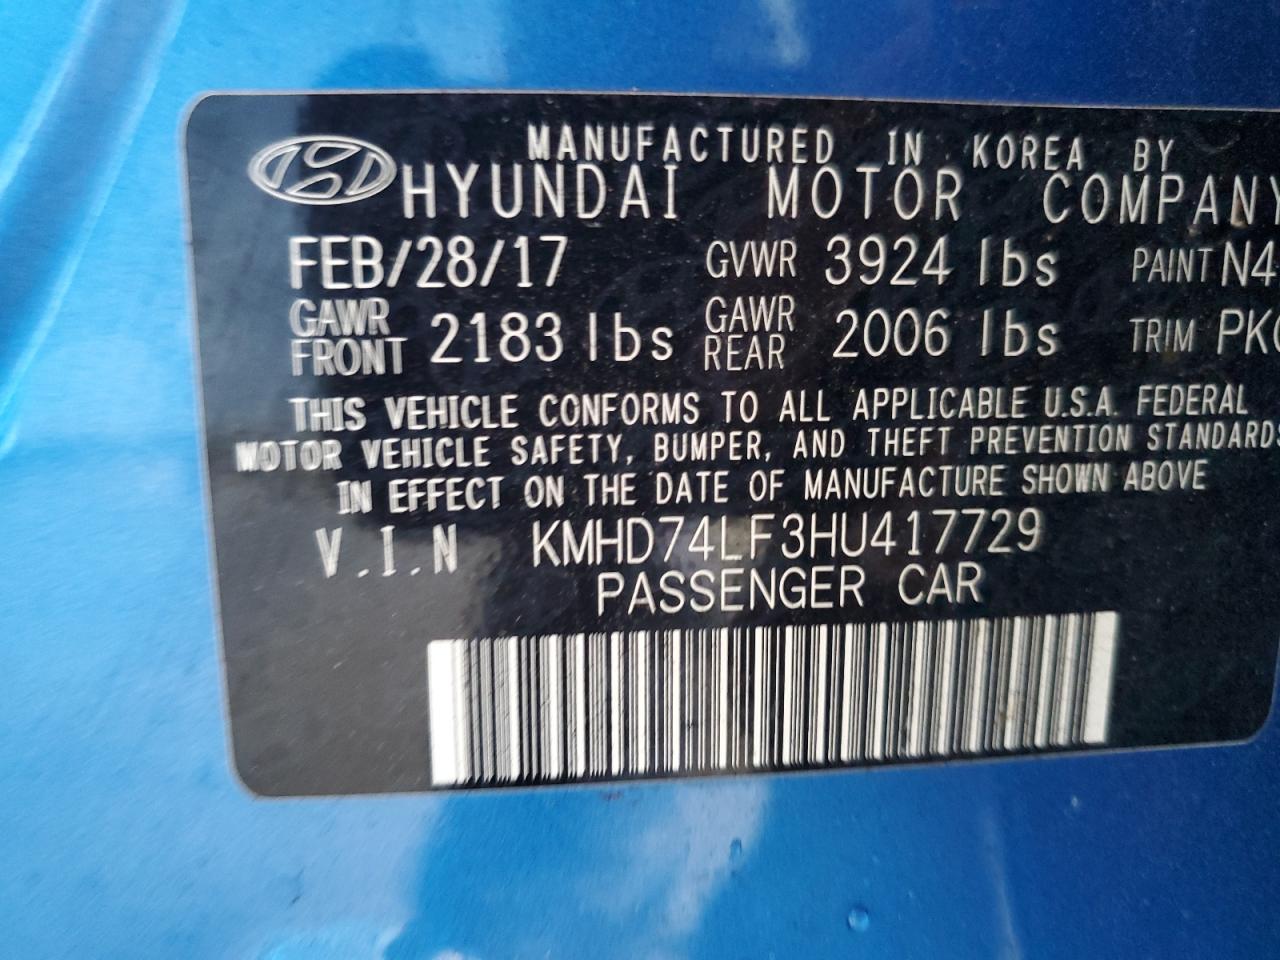 MANUFACTURED IN KOREA BY
HYUNDAI MOTOR COMPANY
FEB/28/17 GVWR 3924 lbs PAINT N4
GAWR FRONT 2183 lbs GAWR REAR 2006 lbs TRIM PK
THIS VEHICLE CONFORMS TO ALL APPLICABLE U.S.A. FEDERAL
MOTOR VEHICLE SAFETY, BUMPER, AND THEFT PREVENTION STANDARDS
IN EFFECT ON THE DATE OF MANUFACTURE SHOWN ABOVE
V.I.N KMHD74LF3HU417729
PASSENGER CAR